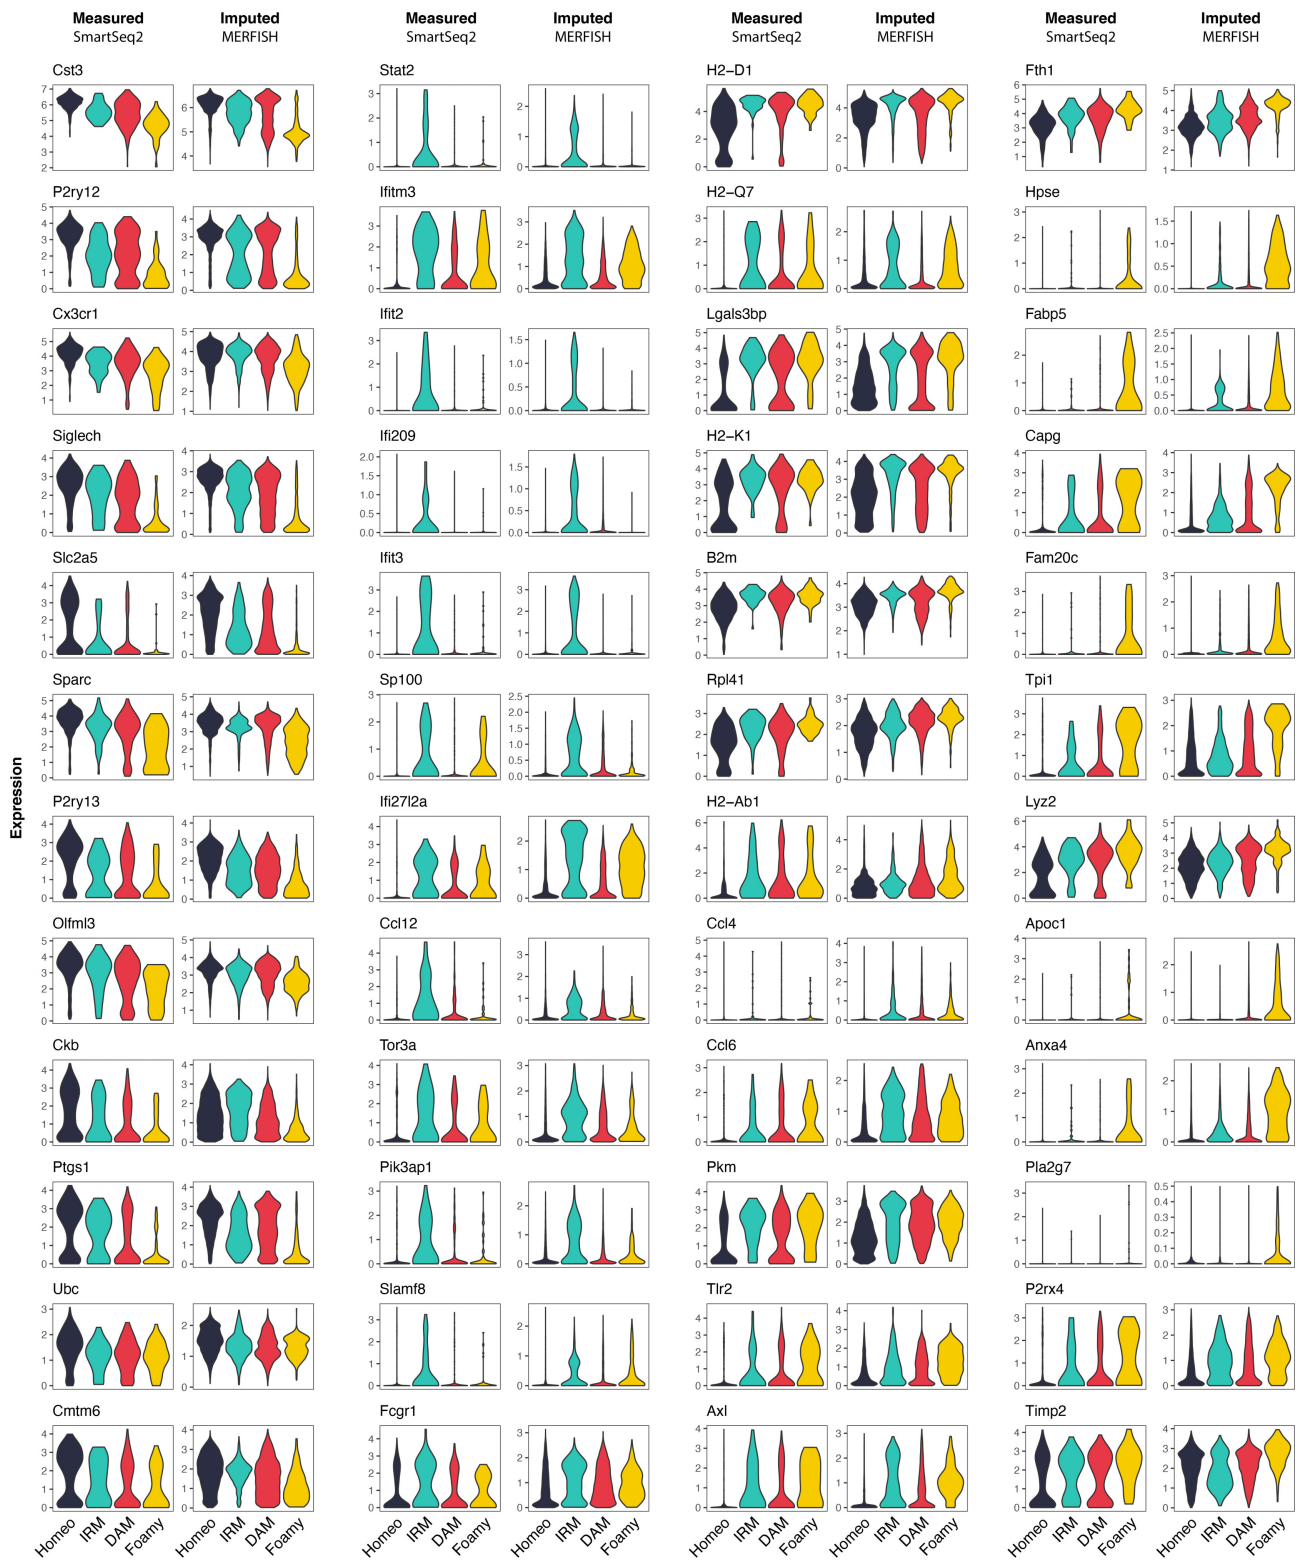 Measured Imputed Measured Imputed Measured Imputed Measured Imputed
SmartSeq2 MERFISH SmartSeq2 MERFISH SmartSeq2 MERFISH SmartSeq2 MERFISH
Cst3 Stat2 H2−D1 Fth1
P2ry12 Ifitm3 H2−Q7 Hpse
Cx3cr1 Ifit2 Lgals3bp Fabp5
Siglech Ifi209 H2−K1 Capg
Slc2a5 Ifit3 B2m Fam20c
Sparc Sp100 Rpl41 Tpi1
Expression
P2ry13 Ifi27l2a H2−Ab1 Lyz2
Olfml3 Ccl12 Ccl4 Apoc1
Ckb Tor3a Ccl6 Anxa4
Ptgs1 Pik3ap1 Pkm Pla2g7
Ubc Slamf8 Tlr2 P2rx4
Cmtm6 Fcgr1 Axl Timp2
Homeo IRM DAM Foamy Homeo IRM DAM Foamy Homeo IRM DAM Foamy Homeo IRM DAM Foamy Homeo IRM DAM Foamy Homeo IRM DAM Foamy Homeo IRM DAM Foamy Homeo IRM DAM Foamy